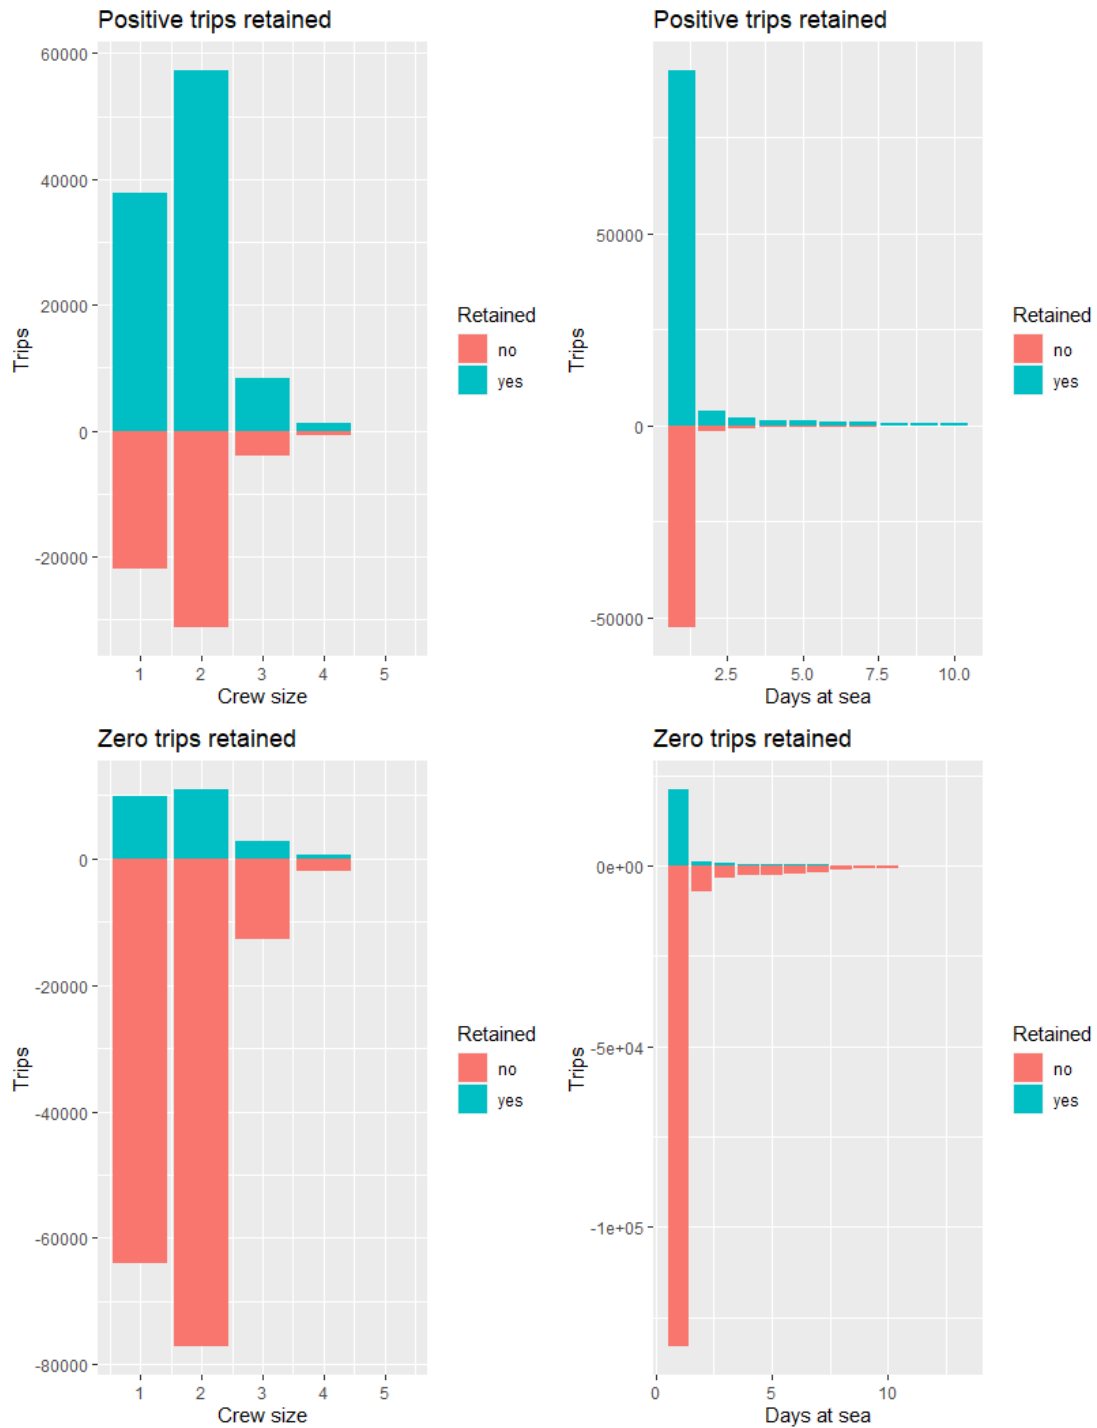 Positive trips retained
60000
40000
20000
0
-20000
Trips
1 2 3 4 5
Crew size
Retained
no
yes
Positive trips retained
50000
0
-50000
Trips
2.5 5.0 7.5 10.0
Days at sea
Retained
no
yes
Zero trips retained
0
-20000
-40000
-60000
-80000
Trips
1 2 3 4 5
Crew size
Retained
no
yes
Zero trips retained
0e+00
-5e+04
-1e+05
Trips
0 5 10
Days at sea
Retained
no
yes